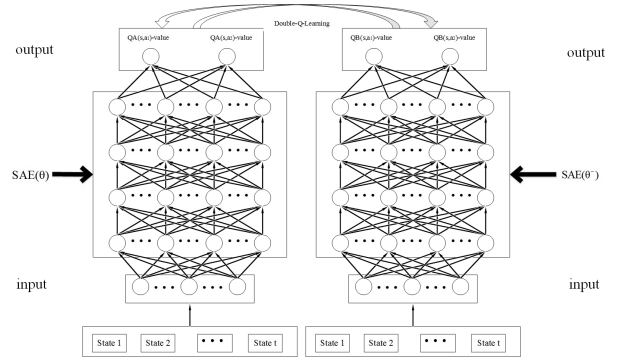 Double-Q-Learning
output
QA(s,a₁)-value QA(s,a₂)-value QB(s,a₁)-value QB(s,a₂)-value
output
SAE(θ)
SAE(θ⁻)
input
input
State 1 State 2 • • • State t State 1 State 2 • • • State t